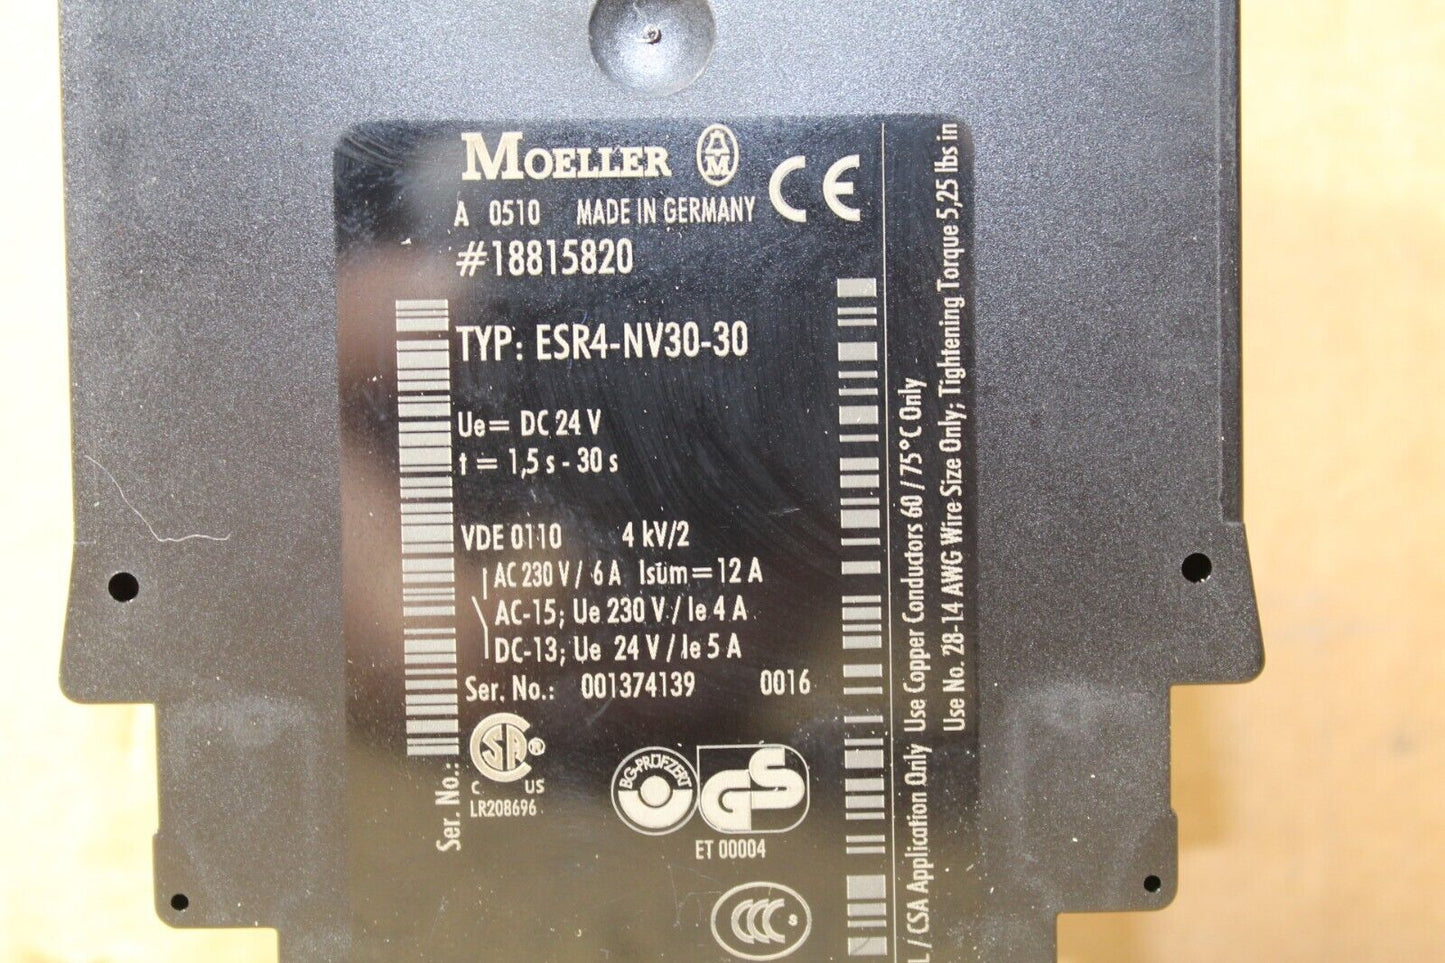 MOELLER
M
CE
A 0510 MADE IN GERMANY
#18815820
TYP: ESR4-NV30-30
Ue= DC 24 V
t = 1,5 s - 30 s
VDE 0110 4 kV/2
AC 230 V / 6 A Isüm=12 A
AC-15; Ue 230 V / Ie 4 A
DC-13; Ue 24 V / Ie 5 A
Ser. No.: 001374139 0016
SA ®
C US
LR208696
Ser. No.:
BG-PRÜFZERT
GS
ET 00004
CCC S
L / CSA Application Only Use Copper Conductors 60 / 75°C Only
Use No. 28-14 AWG Wire Size Only; Tightening Torque 5,25 lbs in